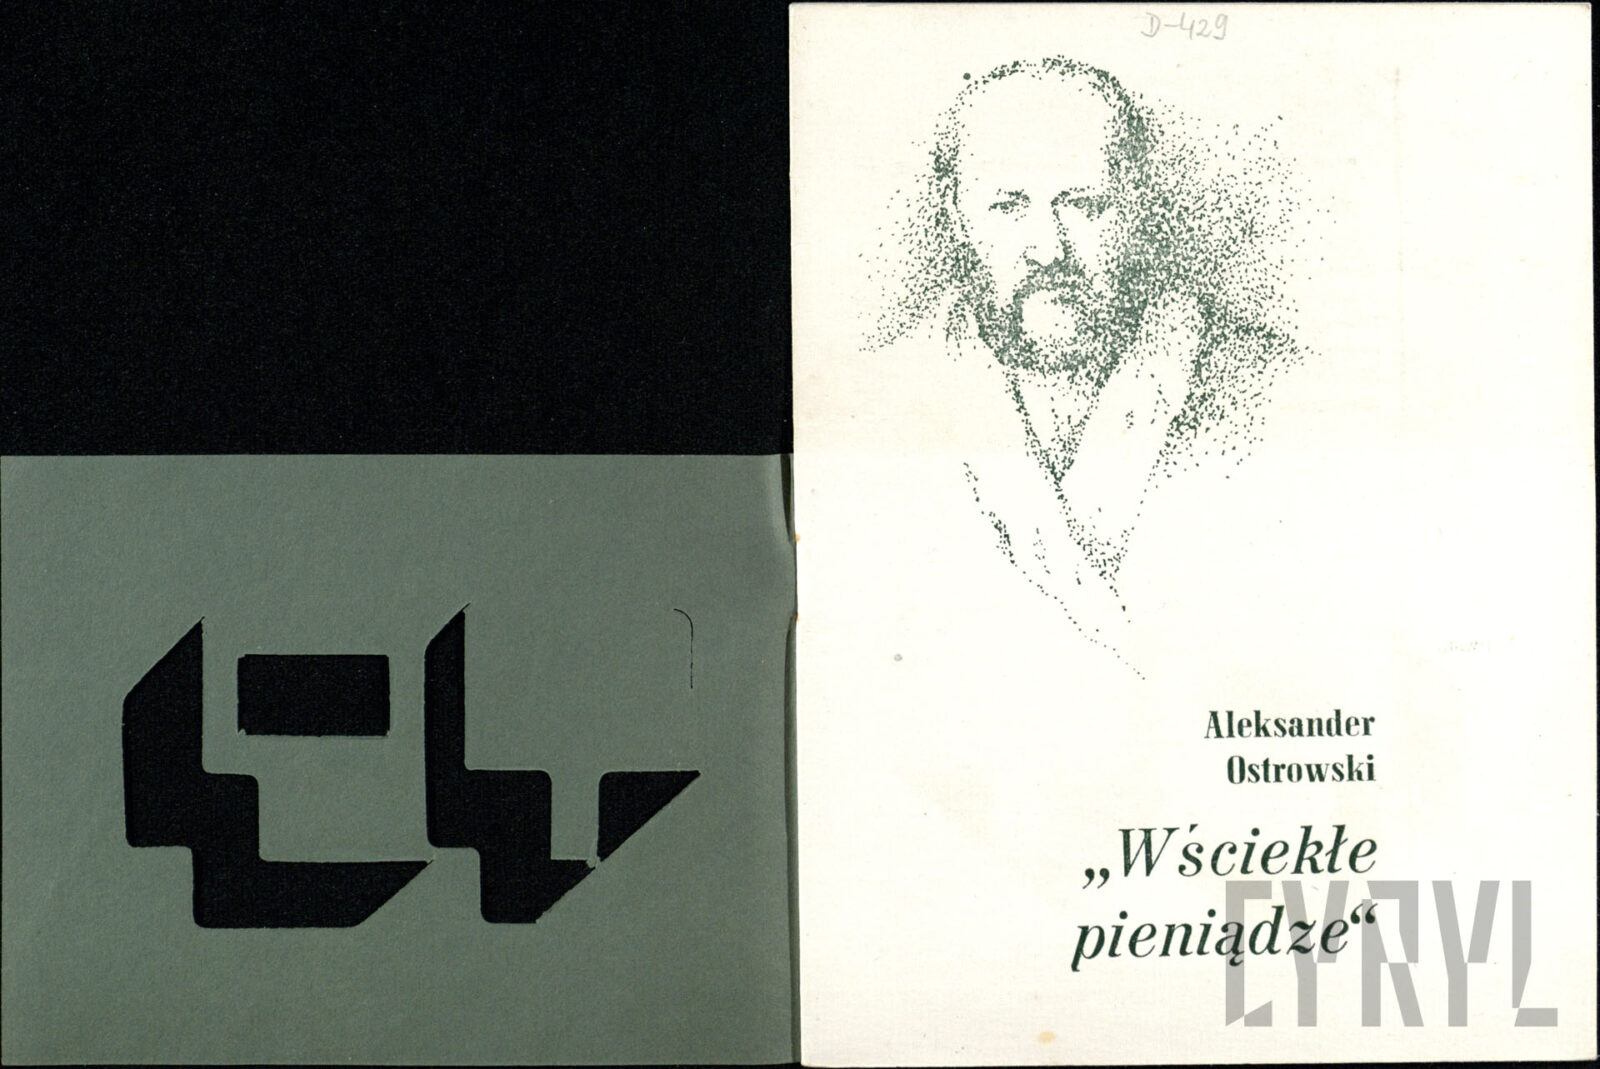 D-429
Aleksander
Ostrowski
„Wściekłe
pieniądze“
CYRYL